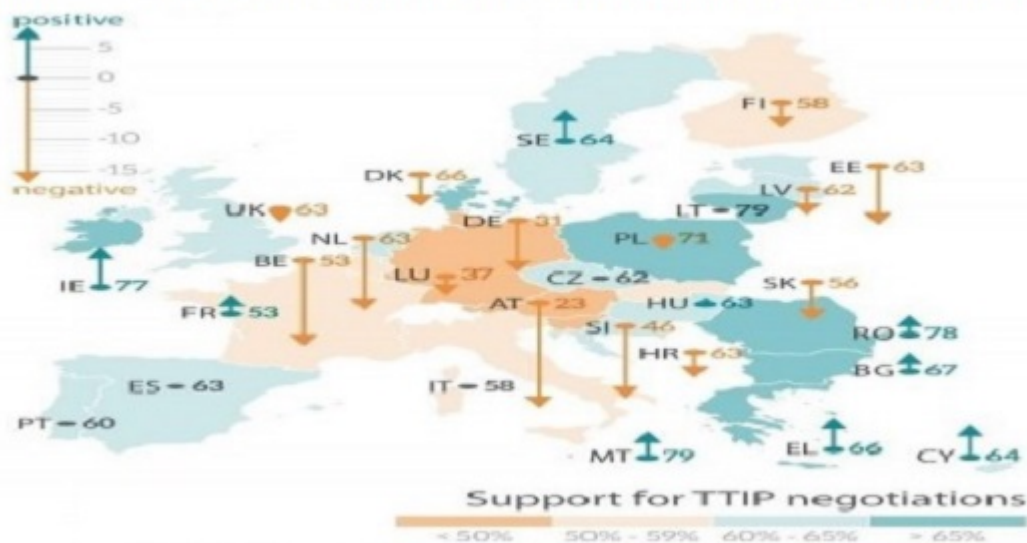 positive
5
0
-5
-10
-15
negative
FI 58
SE 64
DK 66
EE 63
LV 62
LT 79
UK 63
DE 31
NL 63
PL 71
BE 53
LU 37
CZ 62
IE 77
SK 56
FR 53
AT 23
HU 63
SI 46
RO 78
HR 63
BG 67
ES 63
IT 58
PT 60
MT 79
EL 66
CY 64
Support for TTIP negotiations
< 50% 50% - 59% 60% - 65% > 65%